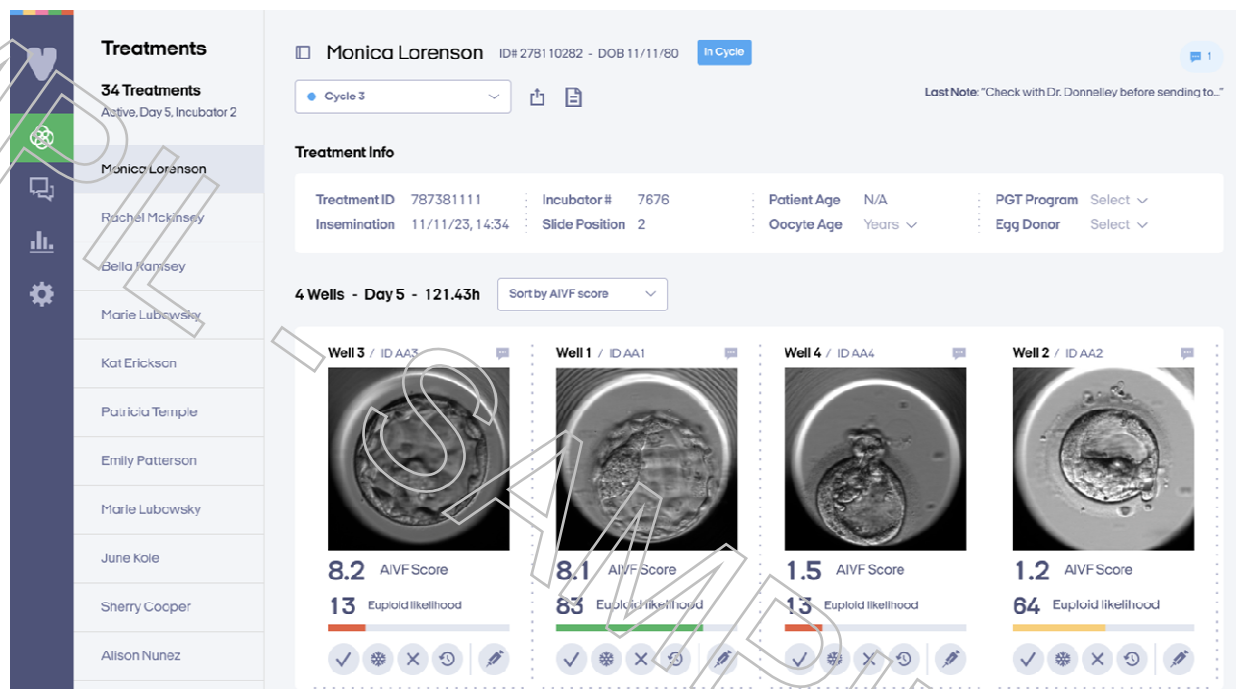 Treatments
34 Treatments
Active, Day 5, Incubator 2
Monica Lorenson
Rachel Mckinsey
Bella Ramsey
Marie Lubowsky
Kat Erickson
Patricia Temple
Emily Patterson
Marie Lubowsky
June Kole
Sherry Cooper
Alison Nunez
Monica Lorenson ID# 278110282 - DOB 11/11/80 In Cycle
1
Cycle 3
Last Note: "Check with Dr. Donnelley before sending to..."
Treatment Info
Treatment ID 787381111 Incubator # 7676 Patient Age N/A PGT Program Select
Insemination 11/11/23, 14:34 Slide Position 2 Oocyte Age Years Egg Donor Select
4 Wells - Day 5 - 121.43h Sort by AIVF score
Well 3 / ID AA3 Well 1 / ID AA1 Well 4 / ID AA4 Well 2 / ID AA2
8.2 AIVF Score 8.1 AIVF Score 1.5 AIVF Score 1.2 AIVF Score
13 Euploid likelihood 83 Euploid likelihood 13 Euploid likelihood 64 Euploid likelihood